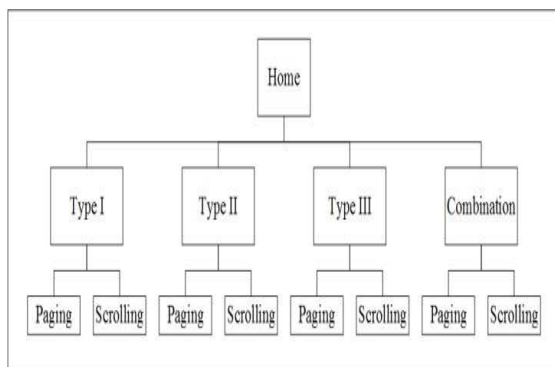 Home
Type I Type II Type III Combination
Paging Scrolling Paging Scrolling Paging Scrolling Paging Scrolling